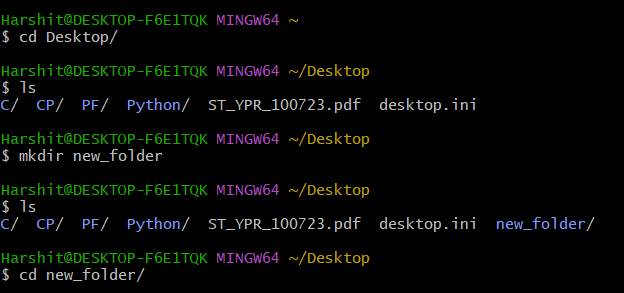 Harshit@DESKTOP-F6E1TQK MINGW64 ~
$ cd Desktop/
Harshit@DESKTOP-F6E1TQK MINGW64 ~/Desktop
$ ls
C/  CP/  PF/  Python/  ST_YPR_100723.pdf  desktop.ini
Harshit@DESKTOP-F6E1TQK MINGW64 ~/Desktop
$ mkdir new_folder
Harshit@DESKTOP-F6E1TQK MINGW64 ~/Desktop
$ ls
C/  CP/  PF/  Python/  ST_YPR_100723.pdf  desktop.ini  new_folder/
Harshit@DESKTOP-F6E1TQK MINGW64 ~/Desktop
$ cd new_folder/